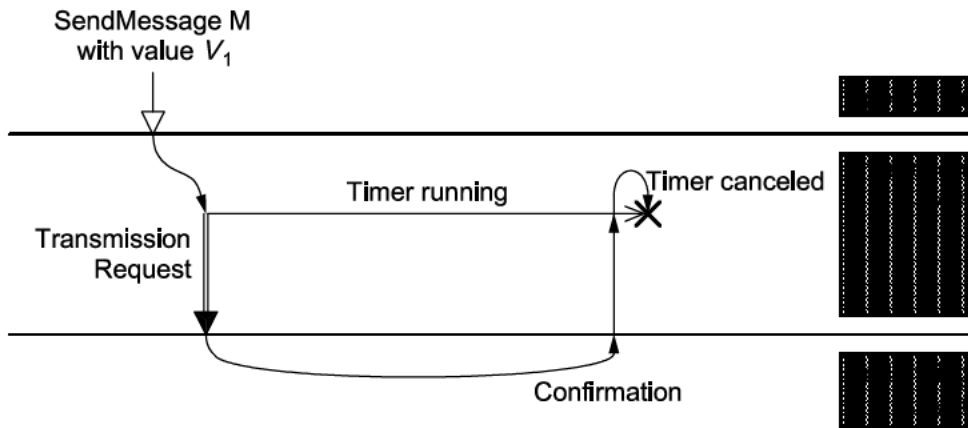 SendMessage M
with value V1
Timer running
Timer canceled
Transmission
Request
Confirmation